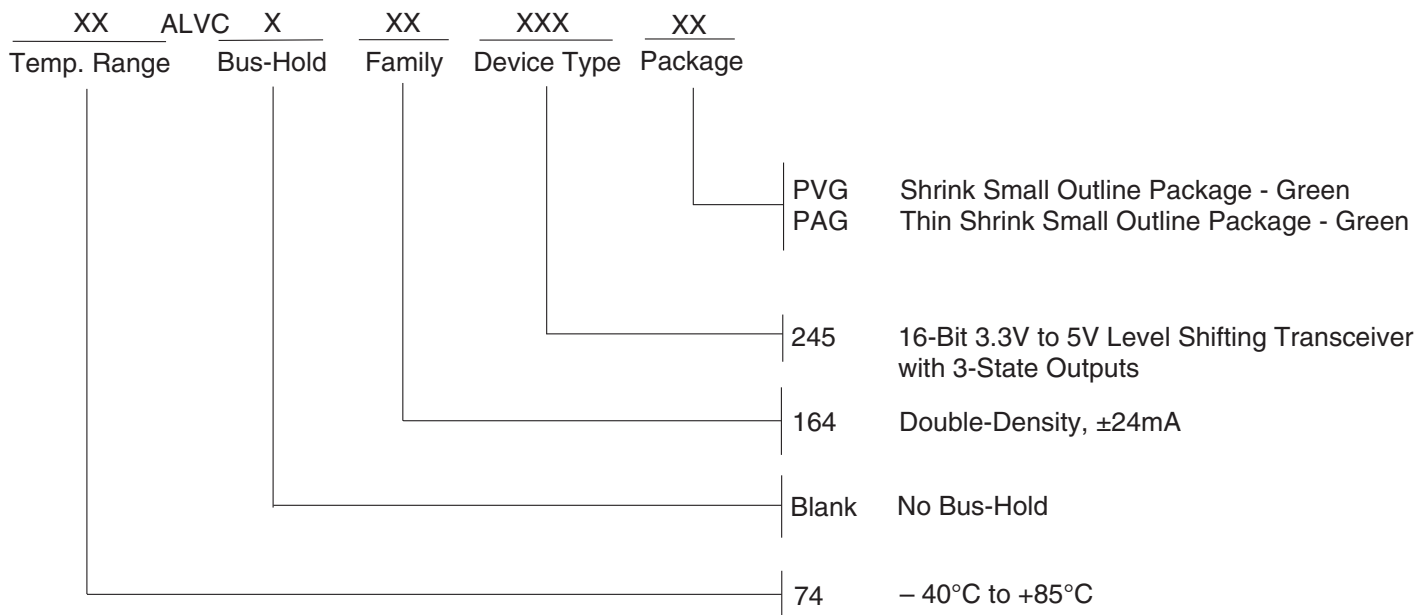 XX ALVC X XX XXX XX
Temp. Range Bus-Hold Family Device Type Package
PVG Shrink Small Outline Package - Green
PAG Thin Shrink Small Outline Package - Green
245 16-Bit 3.3V to 5V Level Shifting Transceiver
with 3-State Outputs
164 Double-Density, ±24mA
Blank No Bus-Hold
74 – 40°C to +85°C